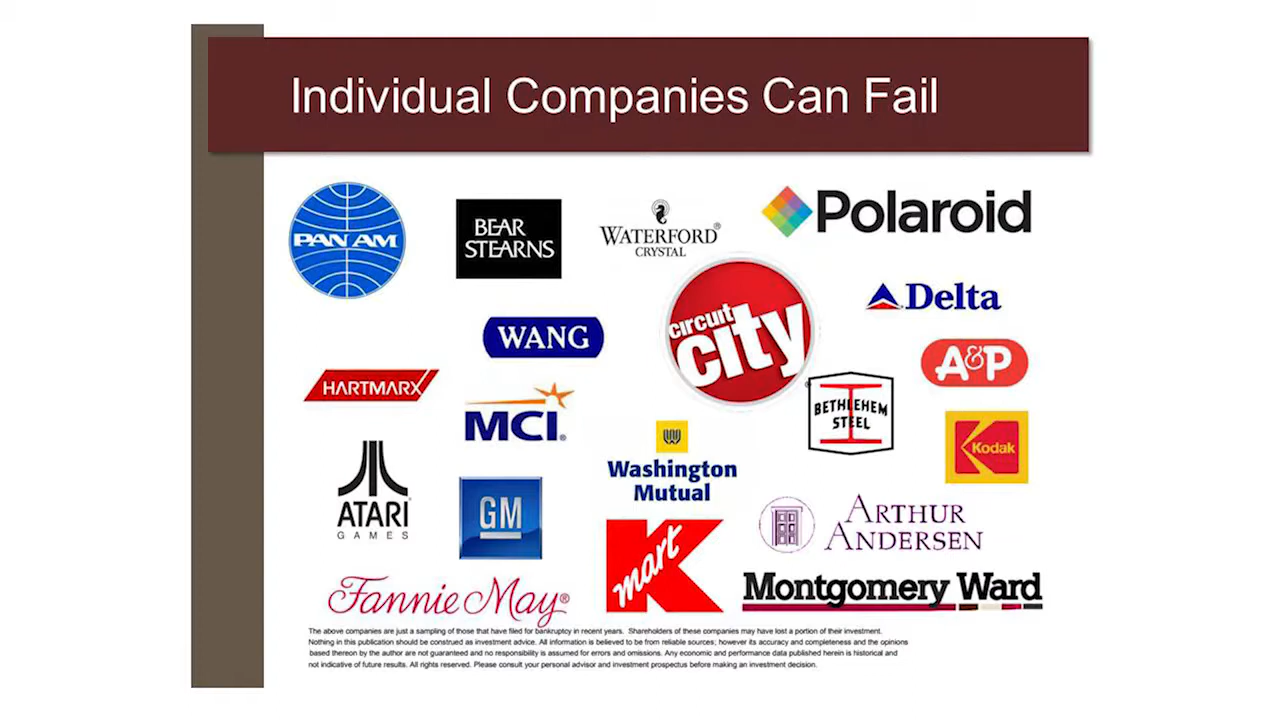 Individual Companies Can Fail
PAN AM
BEAR
STEARNS
WATERFORD®
CRYSTAL
Polaroid
circuit
city
Delta
WANG
A&P
HARTMARX
MCI®
BETHLEHEM
STEEL
Kodak
Washington
Mutual
ATARI
GAMES
GM
ARTHUR
ANDERSEN
K
mart
Montgomery Ward
Fannie May®
The above companies are just a sampling of those that have filed for bankruptcy in recent years. Shareholders of these companies may have lost a portion of their investment.
Nothing in this publication should be construed as investment advice. All information is believed to be from reliable sources; however its accuracy and completeness and the opinions
based thereon by the author are not guaranteed and no responsibility is assumed for errors and omissions. Any economic and performance data published herein is historical and
not indicative of future results. All rights reserved. Please consult your personal advisor and investment prospectus before making an investment decision.